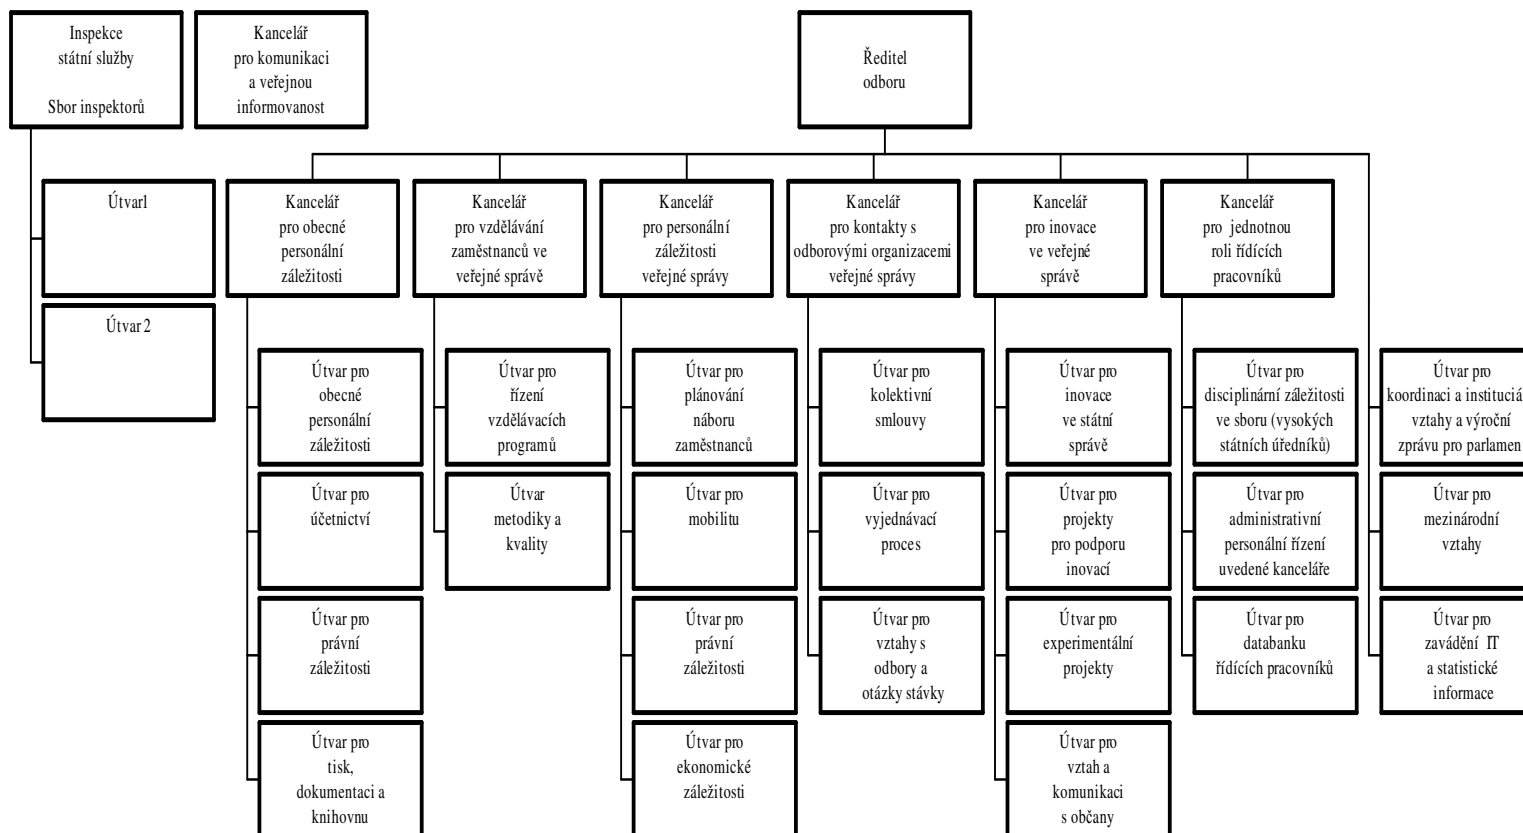 Inspekce
státní služby
Sbor inspektorů
Kancelář
pro komunikaci
a veřejnou
informovanost
Ředitel
odboru
Útvar1
Útvar 2
Kancelář
pro obecné
personální
záležitosti
Kancelář
pro vzdělávání
zaměstnanců ve
veřejné správě
Kancelář
pro personální
záležitosti
veřejné správy
Kancelář
pro kontakty s
odborovými organizacemi
veřejné správy
Kancelář
pro inovace
ve veřejné
správě
Kancelář
pro jednotnou
roli řídících
pracovníků
Útvar pro
obecné
personální
záležitosti
Útvar pro
účetnictví
Útvar pro
právní
záležitosti
Útvar pro
tisk,
dokumentaci a
knihovnu
Útvar pro
řízení
vzdělávacích
programů
Útvar
metodiky a
kvality
Útvar pro
plánování
náboru
zaměstnanců
Útvar pro
mobilitu
Útvar pro
právní
záležitosti
Útvar pro
ekonomické
záležitosti
Útvar pro
kolektivní
smlouvy
Útvar pro
vyjednávací
proces
Útvar pro
vztahy s
odbory a
otázky stávky
Útvar pro
inovace
ve státní
správě
Útvar pro
projekty
pro podporu
inovací
Útvar pro
experimentální
projekty
Útvar pro
vztah a
komunikaci
s občany
Útvar pro
disciplinární záležitosti
ve sboru (vysokých
státních úředníků)
Útvar pro
administrativní
personální řízení
uvedené kanceláře
Útvar pro
databanku
řídících pracovníků
Útvar pro
koordinaci a instituciá
vztahy a výroční
zprávu pro parlamen
Útvar pro
mezinárodní
vztahy
Útvar pro
zavádění IT
a statistické
informace